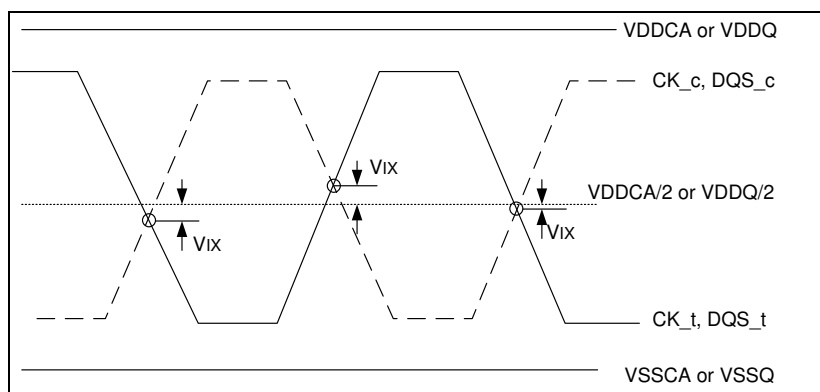 VDDCA or VDDQ
CK_c, DQS_c
VIX
VDDCA/2 or VDDQ/2
VIX
VIX
CK_t, DQS_t
VSSCA or VSSQ